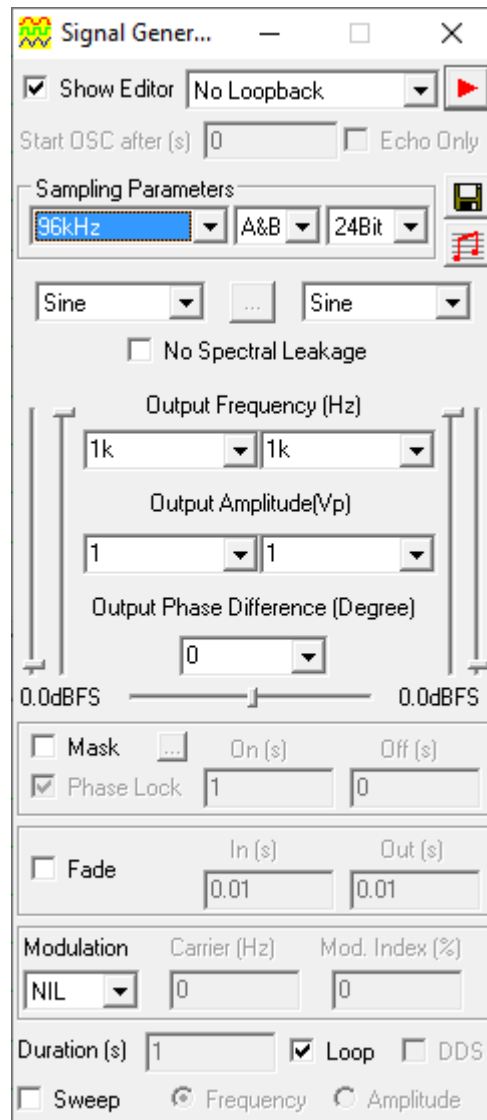 Signal Gener...
Show Editor No Loopback
Start OSC after (s) 0 Echo Only
Sampling Parameters
96kHz A&B 24Bit
Sine ... Sine
No Spectral Leakage
Output Frequency (Hz)
1k 1k
Output Amplitude(Vp)
1 1
Output Phase Difference (Degree)
0
0.0dBFS 0.0dBFS
Mask ... On (s) Off (s)
Phase Lock 1 0
In (s) Out (s)
Fade 0.01 0.01
Modulation Carrier (Hz) Mod. Index (%)
NIL 0 0
Duration (s) 1 Loop DDS
Sweep Frequency Amplitude